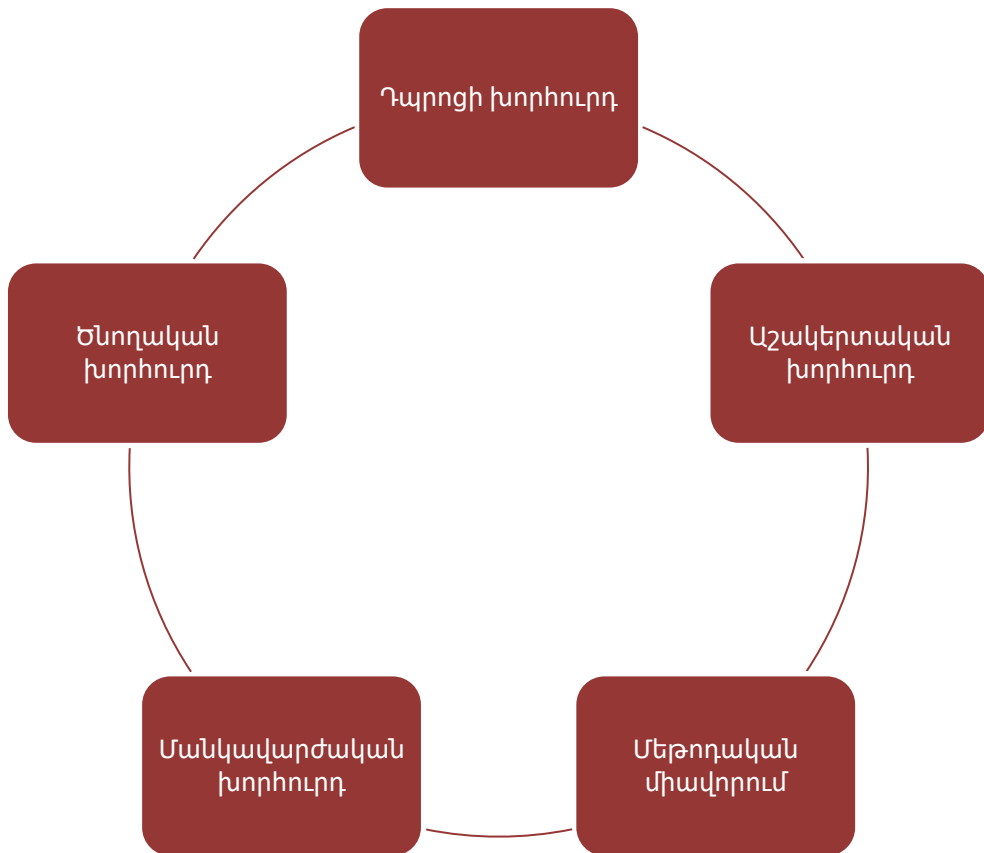 Դպրոցի խորհուրդ
Ծնողական
խորհուրդ
Աշակերտական
խորհուրդ
Մանկավարժական
խորհուրդ
Մեթոդական
միավորում